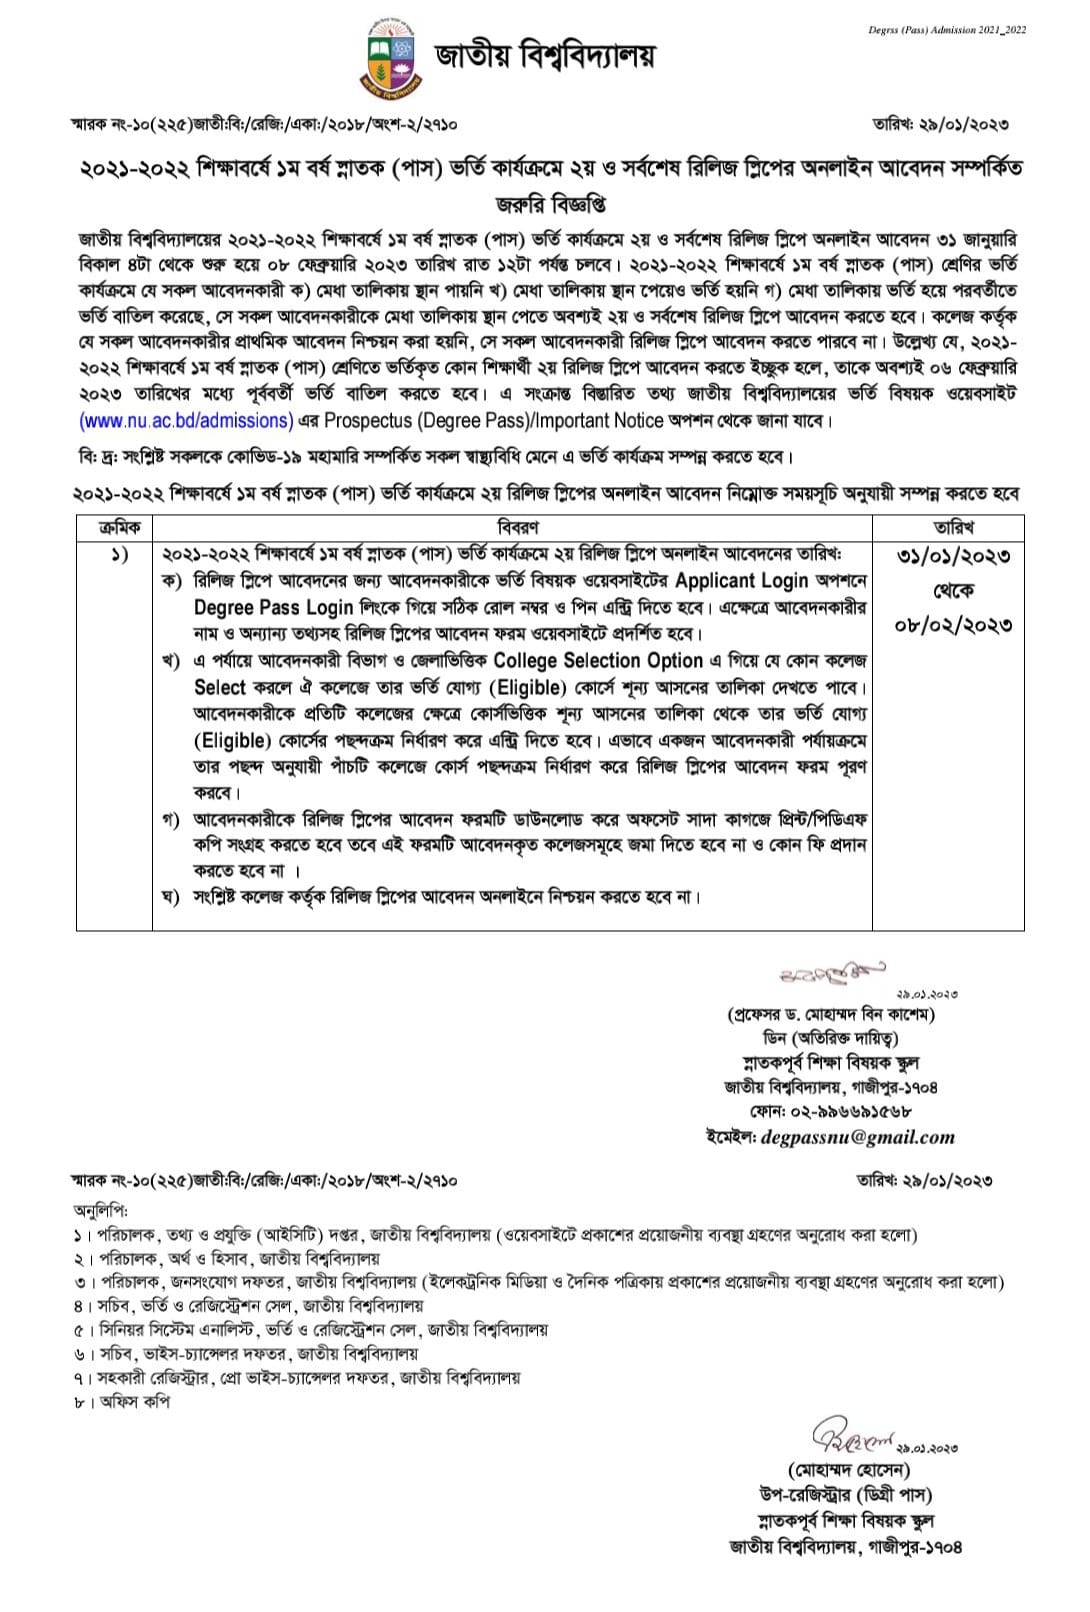 Degrss (Pass) Admission 2021_2022
জাতীয় বিশ্ববিদ্যালয়
স্মারক নং-১০(২২৫)জাতী:বি:/রেজি:/একা:/২০১৮/অংশ-২/২৭১০
তারিখ: ২৯/০১/২০২৩
২০২১-২০২২ শিক্ষাবর্ষে ১ম বর্ষ স্নাতক (পাস) ভর্তি কার্যক্রমে ২য় ও সর্বশেষ রিলিজ স্লিপের অনলাইন আবেদন সম্পর্কিত
জরুরি বিজ্ঞপ্তি
জাতীয় বিশ্ববিদ্যালয়ের ২০২১-২০২২ শিক্ষাবর্ষে ১ম বর্ষ স্নাতক (পাস) ভর্তি কার্যক্রমে ২য় ও সর্বশেষ রিলিজ স্লিপে অনলাইন আবেদন ৩১ জানুয়ারি
বিকাল ৪টা থেকে শুরু হয়ে ০৮ ফেব্রুয়ারি ২০২৩ তারিখ রাত ১২টা পর্যন্ত চলবে। ২০২১-২০২২ শিক্ষাবর্ষে ১ম বর্ষ স্নাতক (পাস) শ্রেণির ভর্তি
কার্যক্রমে যে সকল আবেদনকারী ক) মেধা তালিকায় স্থান পায়নি খ) মেধা তালিকায় স্থান পেয়েও ভর্তি হয়নি গ) মেধা তালিকায় ভর্তি হয়ে পরবর্তীতে
ভর্তি বাতিল করেছে, সে সকল আবেদনকারীকে মেধা তালিকায় স্থান পেতে অবশ্যই ২য় ও সর্বশেষ রিলিজ স্লিপে আবেদন করতে হবে। কলেজ কর্তৃক
যে সকল আবেদনকারীর প্রাথমিক আবেদন নিশ্চয়ন করা হয়নি, সে সকল আবেদনকারী রিলিজ স্লিপে আবেদন করতে পারবে না। উল্লেখ্য যে, ২০২১-
২০২২ শিক্ষাবর্ষে ১ম বর্ষ স্নাতক (পাস) শ্রেণিতে ভর্তিকৃত কোন শিক্ষার্থী ২য় রিলিজ স্লিপে আবেদন করতে ইচ্ছুক হলে, তাকে অবশ্যই ০৬ ফেব্রুয়ারি
২০২৩ তারিখের মধ্যে পূর্ববর্তী ভর্তি বাতিল করতে হবে। এ সংক্রান্ত বিস্তারিত তথ্য জাতীয় বিশ্ববিদ্যালয়ের ভর্তি বিষয়ক ওয়েবসাইট
(www.nu.ac.bd/admissions) এর Prospectus (Degree Pass)/Important Notice অপশন থেকে জানা যাবে।
বি: দ্র: সংশ্লিষ্ট সকলকে কোভিড-১৯ মহামারি সম্পর্কিত সকল স্বাস্থ্যবিধি মেনে এ ভর্তি কার্যক্রম সম্পন্ন করতে হবে।
২০২১-২০২২ শিক্ষাবর্ষে ১ম বর্ষ স্নাতক (পাস) ভর্তি কার্যক্রমে ২য় রিলিজ স্লিপের অনলাইন আবেদন নিম্নোক্ত সময়সূচি অনুযায়ী সম্পন্ন করতে হবে
ক্রমিক
বিবরণ
তারিখ
১)
২০২১-২০২২ শিক্ষাবর্ষে ১ম বর্ষ স্নাতক (পাস) ভর্তি কার্যক্রমে ২য় রিলিজ স্লিপে অনলাইন আবেদনের তারিখ:
ক) রিলিজ স্লিপে আবেদনের জন্য আবেদনকারীকে ভর্তি বিষয়ক ওয়েবসাইটের Applicant Login অপশনে
Degree Pass Login লিংকে গিয়ে সঠিক রোল নম্বর ও পিন এন্ট্রি দিতে হবে। এক্ষেত্রে আবেদনকারীর
নাম ও অন্যান্য তথ্যসহ রিলিজ স্লিপের আবেদন ফরম ওয়েবসাইটে প্রদর্শিত হবে।
খ) এ পর্যায়ে আবেদনকারী বিভাগ ও জেলাভিত্তিক College Selection Option এ গিয়ে যে কোন কলেজ
Select করলে ঐ কলেজে তার ভর্তি যোগ্য (Eligible) কোর্সে শূন্য আসনের তালিকা দেখতে পাবে।
আবেদনকারীকে প্রতিটি কলেজের ক্ষেত্রে কোর্সভিত্তিক শূন্য আসনের তালিকা থেকে তার ভর্তি যোগ্য
(Eligible) কোর্সের পছন্দক্রম নির্ধারণ করে এন্ট্রি দিতে হবে। এভাবে একজন আবেদনকারী পর্যায়ক্রমে
তার পছন্দ অনুযায়ী পাঁচটি কলেজে কোর্স পছন্দক্রম নির্ধারণ করে রিলিজ স্লিপের আবেদন ফরম পূরণ
করবে।
গ) আবেদনকারীকে রিলিজ স্লিপের আবেদন ফরমটি ডাউনলোড করে অফসেট সাদা কাগজে প্রিন্ট/পিডিএফ
কপি সংগ্রহ করতে হবে তবে এই ফরমটি আবেদনকৃত কলেজসমূহে জমা দিতে হবে না ও কোন ফি প্রদান
করতে হবে না ।
ঘ) সংশ্লিষ্ট কলেজ কর্তৃক রিলিজ স্লিপের আবেদন অনলাইনে নিশ্চয়ন করতে হবে না।
৩১/০১/২০২৩
থেকে
০৮/০২/২০২৩
২৯.০১.২০২৩
(প্রফেসর ড. মোহাম্মদ বিন কাশেম)
ডিন (অতিরিক্ত দায়িত্ব)
স্নাতকপূর্ব শিক্ষা বিষয়ক স্কুল
জাতীয় বিশ্ববিদ্যালয়, গাজীপুর-১৭০৪
ফোন: ০২-৯৯৬৬৯১৫৬৮
ইমেইল: degpassnu@gmail.com
স্মারক নং-১০(২২৫)জাতী:বি:/রেজি:/একা:/২০১৮/অংশ-২/২৭১০
তারিখ: ২৯/০১/২০২৩
অনুলিপি:
১। পরিচালক, তথ্য ও প্রযুক্তি (আইসিটি) দপ্তর, জাতীয় বিশ্ববিদ্যালয় (ওয়েবসাইটে প্রকাশের প্রয়োজনীয় ব্যবস্থা গ্রহণের অনুরোধ করা হলো)
২। পরিচালক, অর্থ ও হিসাব, জাতীয় বিশ্ববিদ্যালয়
৩। পরিচালক, জনসংযোগ দফতর, জাতীয় বিশ্ববিদ্যালয় (ইলেকট্রনিক মিডিয়া ও দৈনিক পত্রিকায় প্রকাশের প্রয়োজনীয় ব্যবস্থা গ্রহণের অনুরোধ করা হলো)
৪। সচিব, ভর্তি ও রেজিস্ট্রেশন সেল, জাতীয় বিশ্ববিদ্যালয়
৫। সিনিয়র সিস্টেম এনালিস্ট, ভর্তি ও রেজিস্ট্রেশন সেল, জাতীয় বিশ্ববিদ্যালয়
৬। সচিব, ভাইস-চ্যান্সেলর দফতর, জাতীয় বিশ্ববিদ্যালয়
৭। সহকারী রেজিস্ট্রার, প্রো ভাইস-চ্যান্সেলর দফতর, জাতীয় বিশ্ববিদ্যালয়
৮। অফিস কপি
২৯.০১.২০২৩
(মোহাম্মদ হোসেন)
উপ-রেজিস্ট্রার (ডিগ্রী পাস)
স্নাতকপূর্ব শিক্ষা বিষয়ক স্কুল
জাতীয় বিশ্ববিদ্যালয়, গাজীপুর-১৭০৪